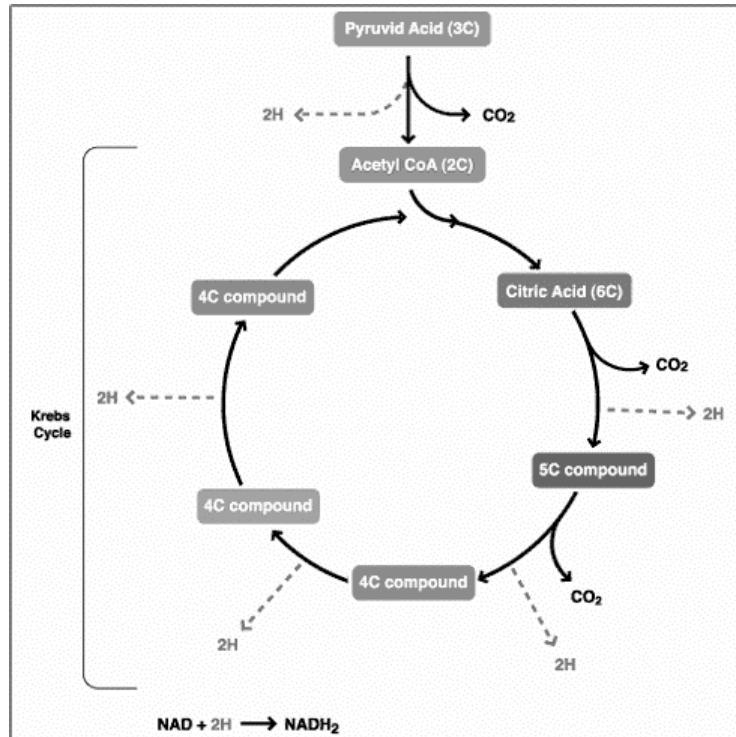 Pyruvid Acid (3C)
2H
CO2
Acetyl CoA (2C)
4C compound
Citric Acid (6C)
CO2
2H
2H
Krebs
Cycle
5C compound
4C compound
4C compound
CO2
2H
2H
NAD + 2H → NADH2